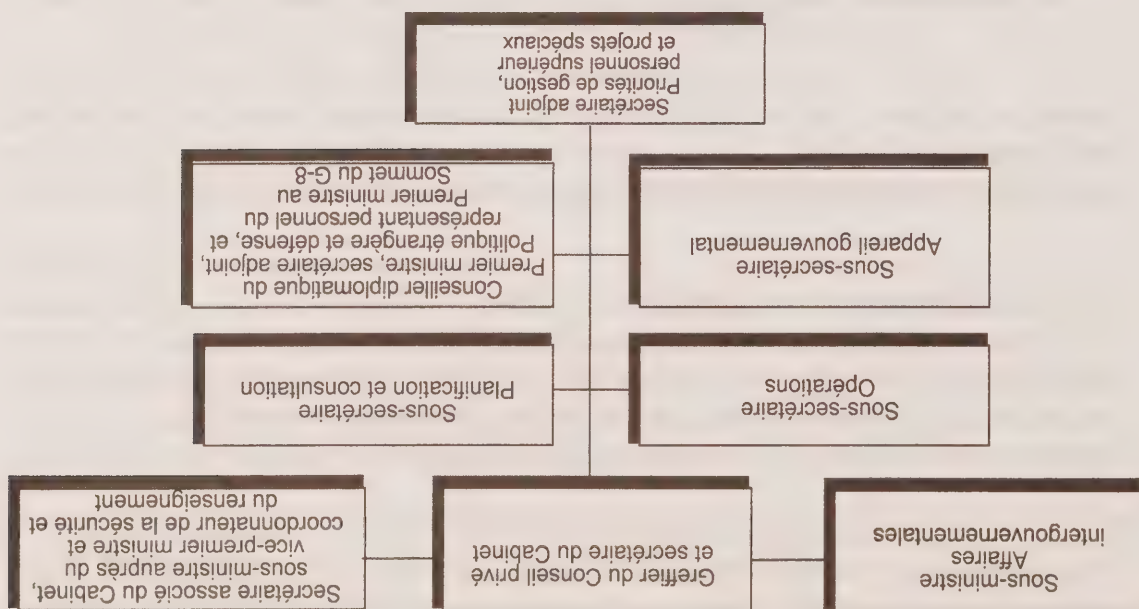 Sous-ministre
Affaires
intergouvernementales
Greffier du Conseil privé
et secrétaire du Cabinet
Secrétaire associé du Cabinet,
sous-ministre auprès du
vice-premier ministre et
coordonnateur de la sécurité et
du renseignement
Sous-secrétaire
Opérations
Sous-secrétaire
Planification et consultation
Sous-secrétaire
Appareil gouvernemental
Conseiller diplomatique du
Premier ministre, secrétaire adjoint,
Politique étrangère et défense, et
représentant personnel du
Premier ministre au
Sommet du G-8
Secrétaire adjoint
Priorités de gestion,
personnel supérieur
et projets spéciaux